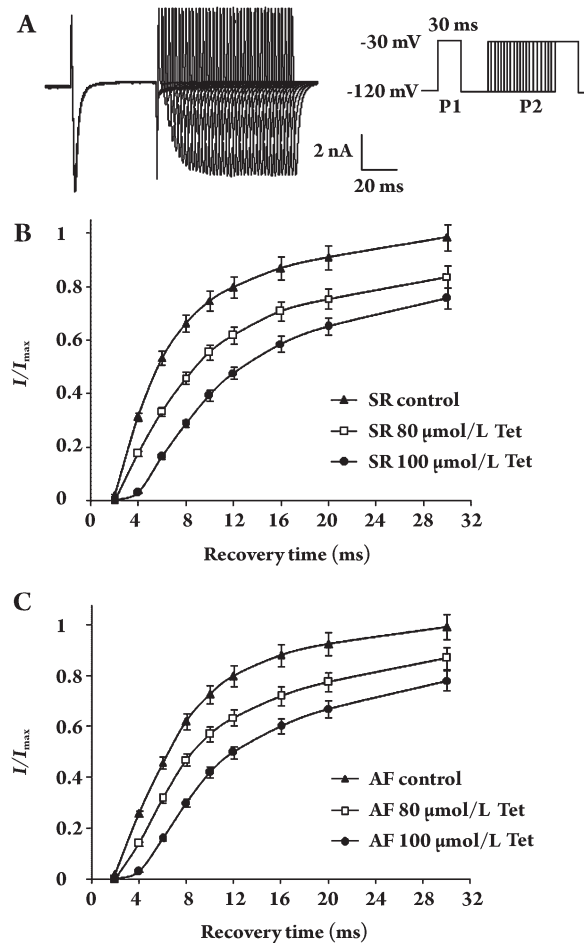 A
30 ms
-30 mV
-120 mV
P1 P2
2 nA
20 ms
B
1
0.8
0.6
0.4
0.2
0
I/Imax
SR control
SR 80 μmol/L Tet
SR 100 μmol/L Tet
0 4 8 12 16 20 24 28 32
Recovery time (ms)
C
1
0.8
0.6
0.4
0.2
0
I/Imax
AF control
AF 80 μmol/L Tet
AF 100 μmol/L Tet
0 4 8 12 16 20 24 28 32
Recovery time (ms)